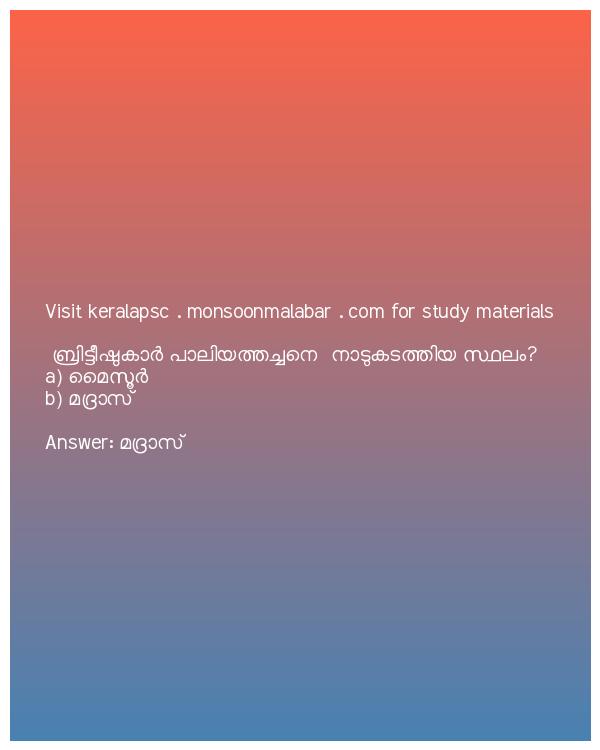 Visit keralapsc . monsoonmalabar . com for study materials
ബ്രിട്ടീഷുകാർ പാലിയത്തച്ചനെ നാടുകടത്തിയ സ്ഥലം?
a) മൈസൂർ
b) മദ്രാസ്
Answer: മദ്രാസ്